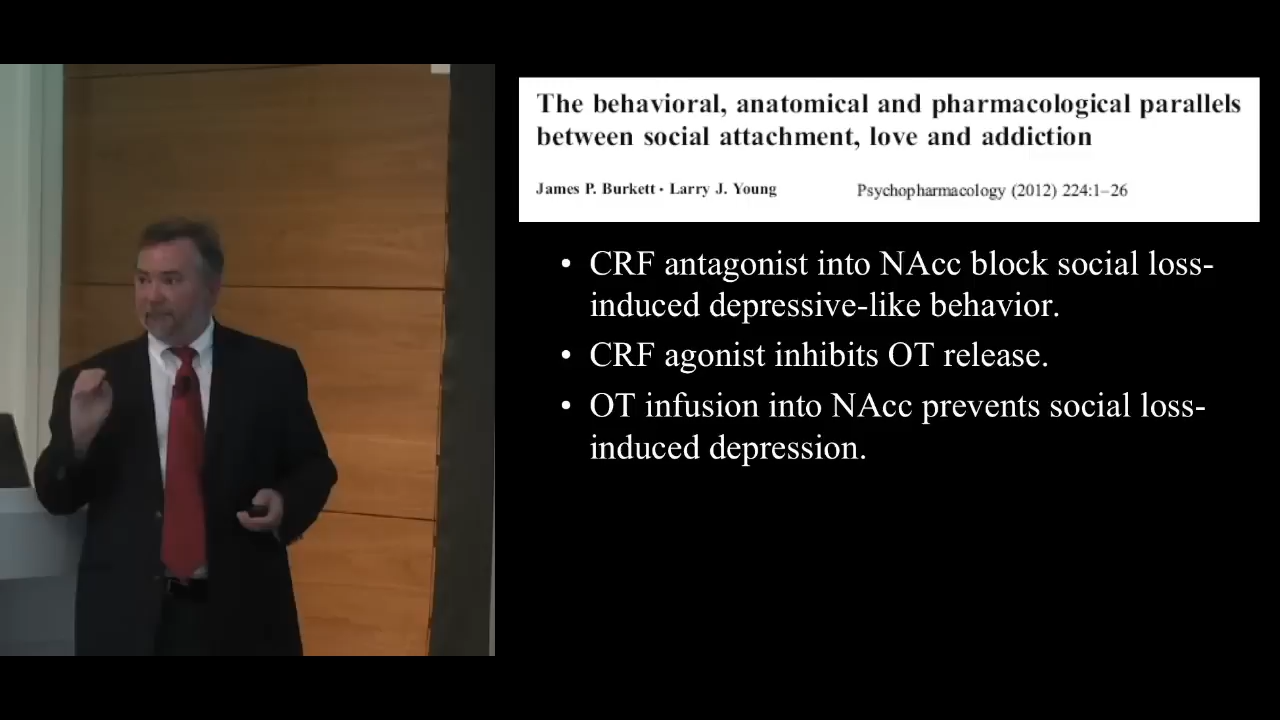 The behavioral, anatomical and pharmacological parallels
between social attachment, love and addiction
James P. Burkett · Larry J. Young Psychopharmacology (2012) 224:1–26
• CRF antagonist into NAcc block social loss-
induced depressive-like behavior.
• CRF agonist inhibits OT release.
• OT infusion into NAcc prevents social loss-
induced depression.